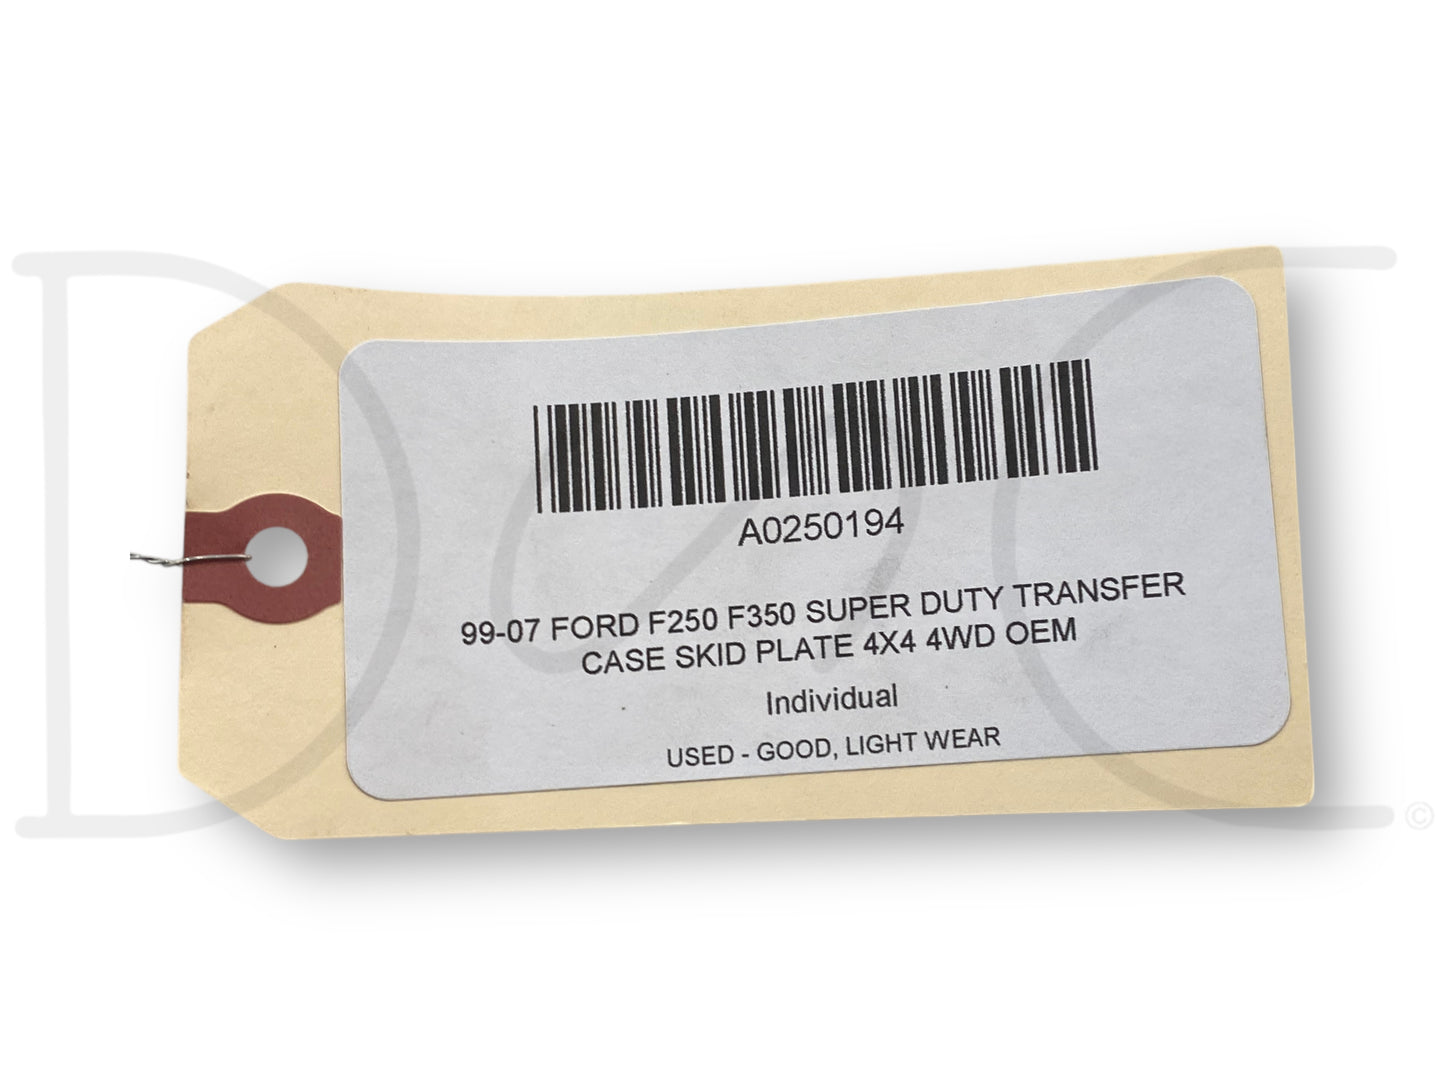 A0250194
99-07 FORD F250 F350 SUPER DUTY TRANSFER
CASE SKID PLATE 4X4 4WD OEM
Individual
USED - GOOD, LIGHT WEAR
©